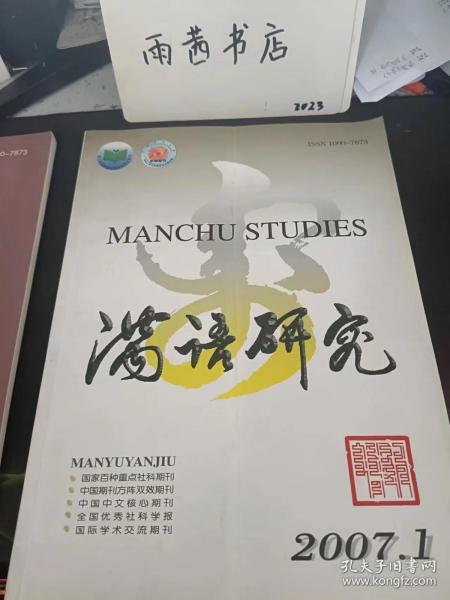 雨茜书店
2023
0-7873
ISSN 1000-7873
MANCHU STUDIES
满语研究
MANYUYANJIU
国家百种重点社科期刊
中国期刊方阵双效期刊
中国中文核心期刊
全国优秀社科学报
国际学术交流期刊
2007.1
孔夫子旧书网
www.kongfz.com